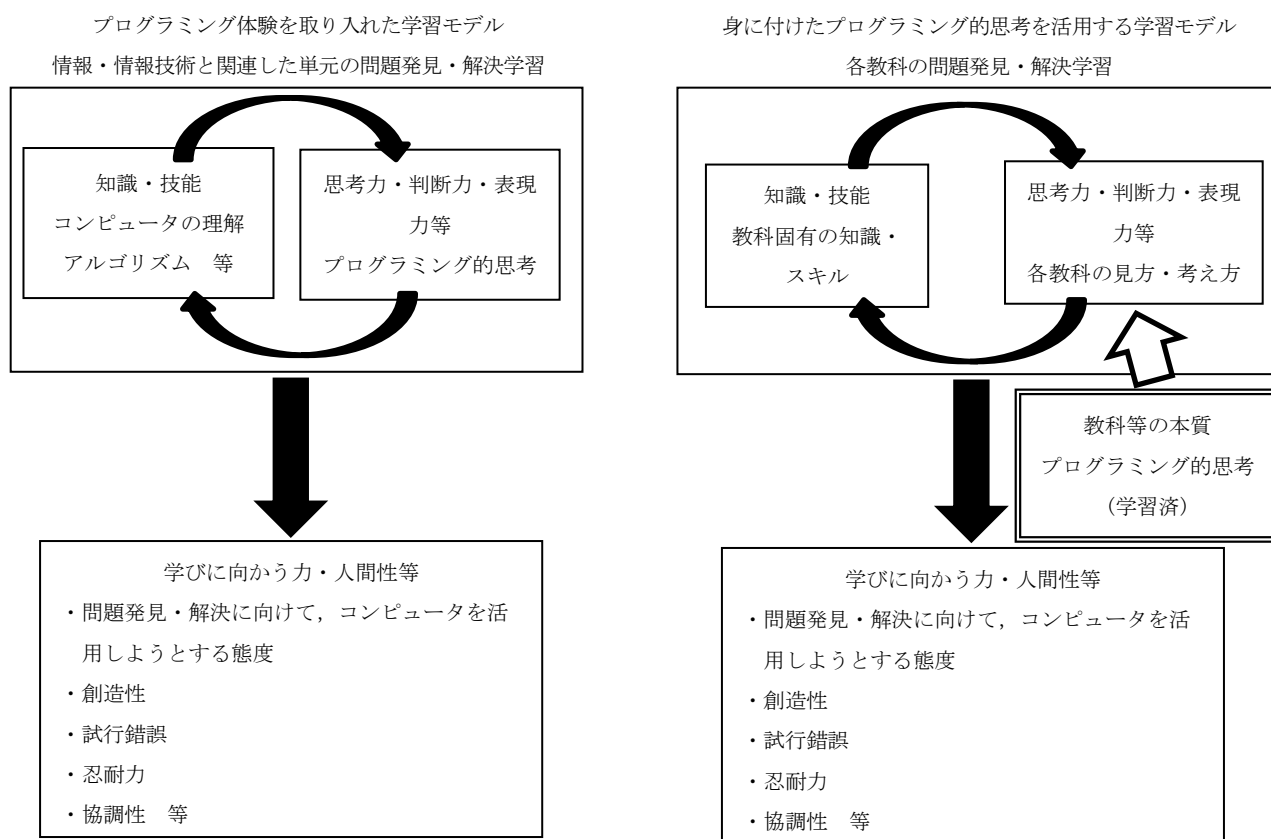 プログラミング体験を取り入れた学習モデル
情報・情報技術と関連した単元の問題発見・解決学習
知識・技能
コンピュータの理解
アルゴリズム　等
思考力・判断力・表現
力等
プログラミング的思考
学びに向かう力・人間性等
・問題発見・解決に向けて，コンピュータを活
用しようとする態度
・創造性
・試行錯誤
・忍耐力
・協調性　等
身に付けたプログラミング的思考を活用する学習モデル
各教科の問題発見・解決学習
知識・技能
教科固有の知識・
スキル
思考力・判断力・表現
力等
各教科の見方・考え方
教科等の本質
プログラミング的思考
（学習済）
学びに向かう力・人間性等
・問題発見・解決に向けて，コンピュータを活
用しようとする態度
・創造性
・試行錯誤
・忍耐力
・協調性　等